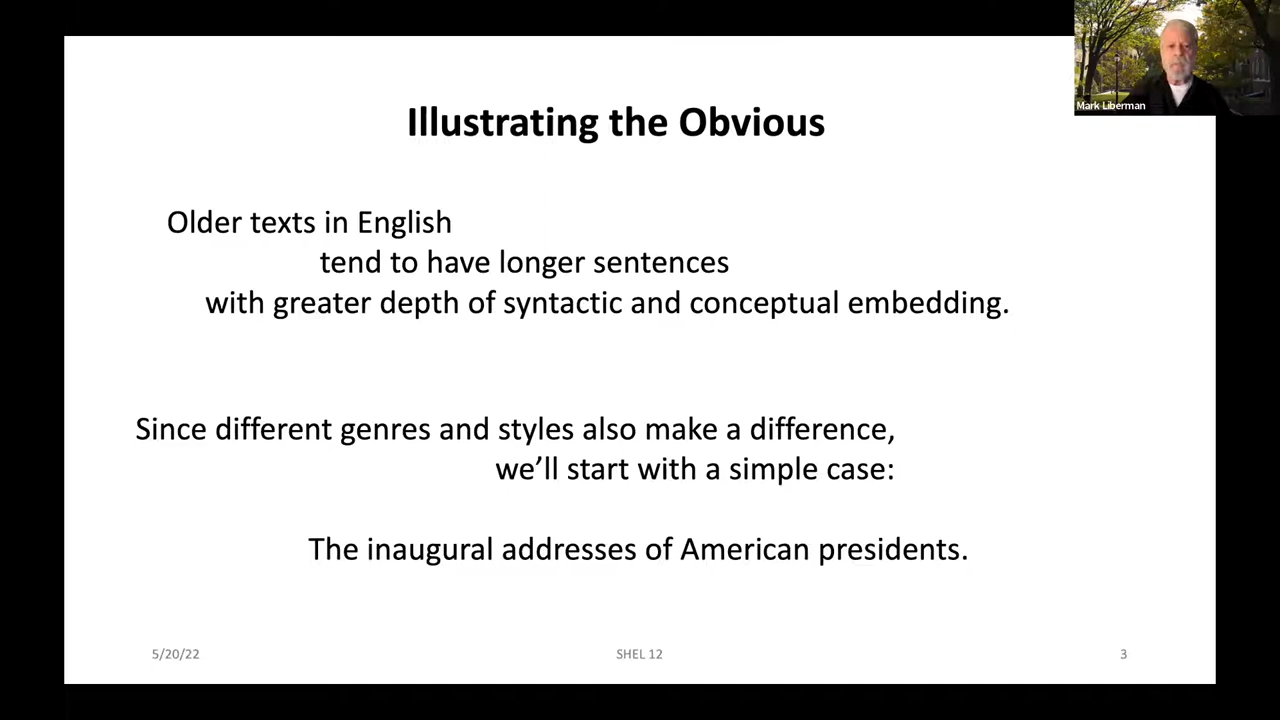 Mark Liberman
Illustrating the Obvious
Older texts in English
tend to have longer sentences
with greater depth of syntactic and conceptual embedding.
Since different genres and styles also make a difference,
we’ll start with a simple case:
The inaugural addresses of American presidents.
5/20/22
SHEL 12
3